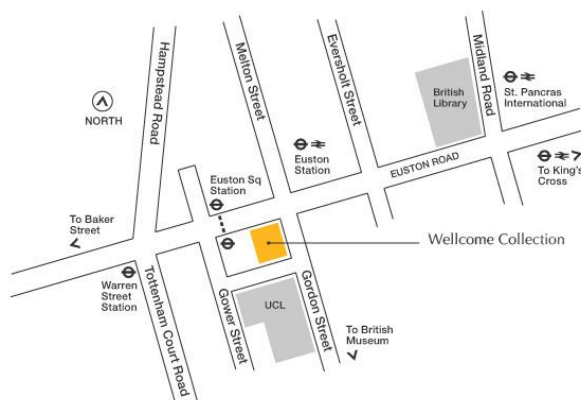 Hampstead Road
Melton Street
Eversholt Street
Midland Road
British
Library
St. Pancras
International
NORTH
Euston
Station
EUSTON ROAD
To King's
Cross
Euston Sq
Station
To Baker
Street
Wellcome Collection
Warren
Street
Station
Tottenham Court Road
Gower Street
UCL
Gordon Street
To British
Museum